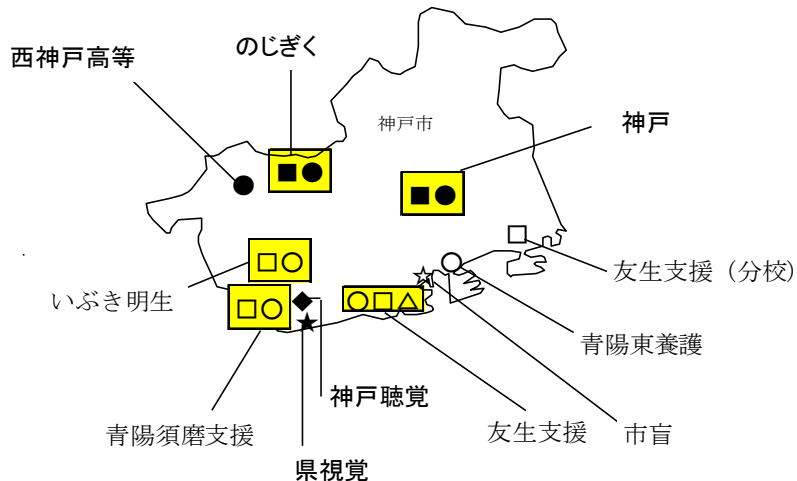 西神戸高等
のじぎく
神戸市
神戸
友生支援（分校）
いぶき明生
青陽東養護
神戸聴覚
青陽須磨支援
友生支援
市盲
県視覚